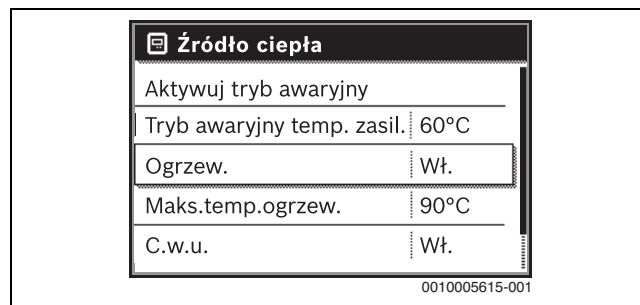 Źródło ciepła
Aktywuj tryb awaryjny
Tryb awaryjny temp. zasil. 60°C
Ogrzew. Wł.
Maks.temp.ogrzew. 90°C
C.w.u. Wł.
0010005615-001